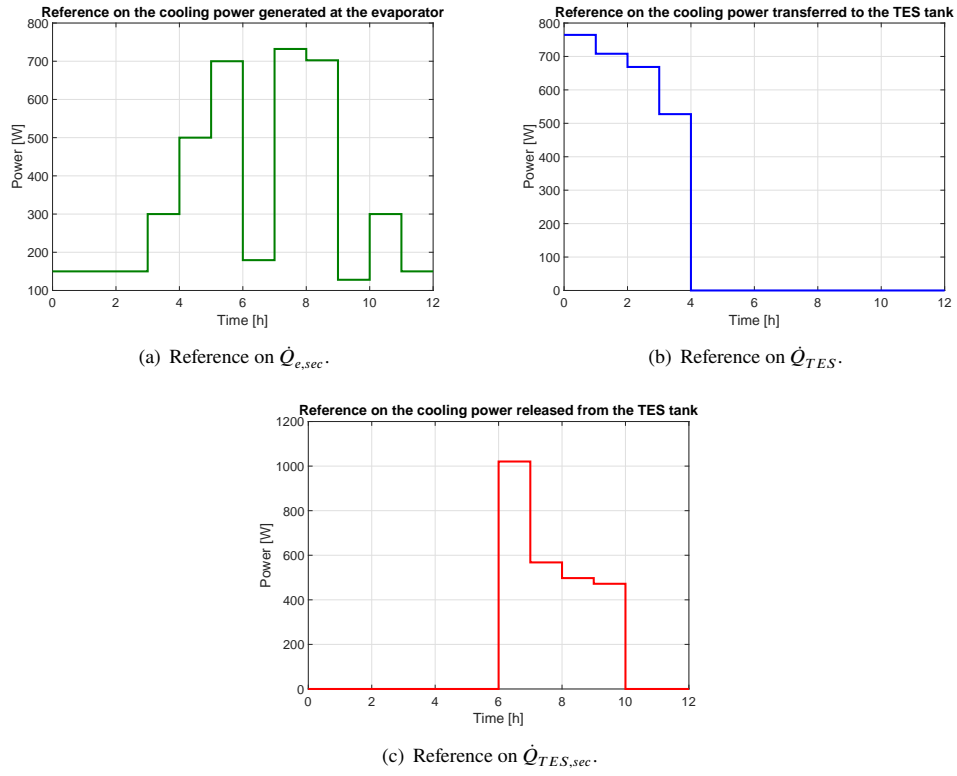 Reference on the cooling power generated at the evaporator
800
700
600
500
400
300
200
100
Power [W]
0 2 4 6 8 10 12
Time [h]
(a) Reference on Q̇e,sec.
Reference on the cooling power transferred to the TES tank
800
700
600
500
400
300
200
100
0
Power [W]
0 2 4 6 8 10 12
Time [h]
(b) Reference on Q̇TES.
Reference on the cooling power released from the TES tank
1200
1000
800
600
400
200
0
Power [W]
0 2 4 6 8 10 12
Time [h]
(c) Reference on Q̇TES,sec.